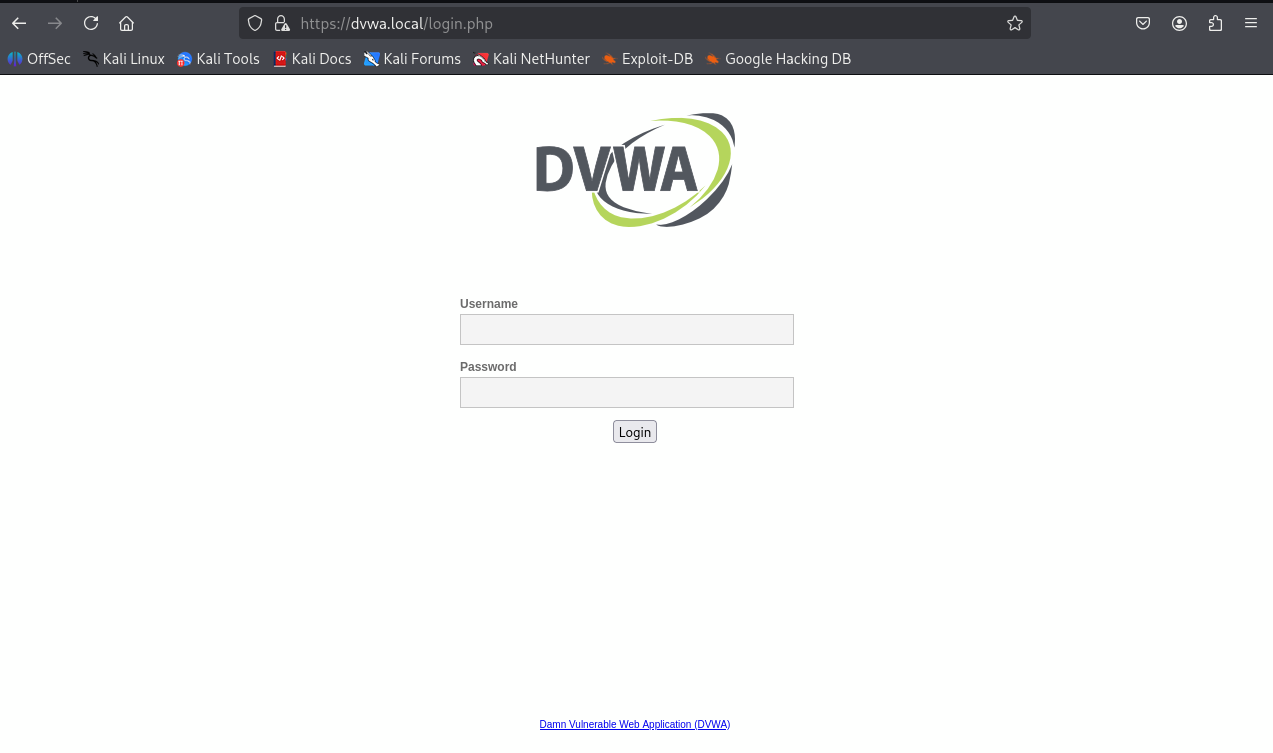 https://dvwa.local/login.php
OffSec Kali Linux Kali Tools Kali Docs Kali Forums Kali NetHunter Exploit-DB Google Hacking DB
DVWA
Username
Password
Login
Damn Vulnerable Web Application (DVWA)